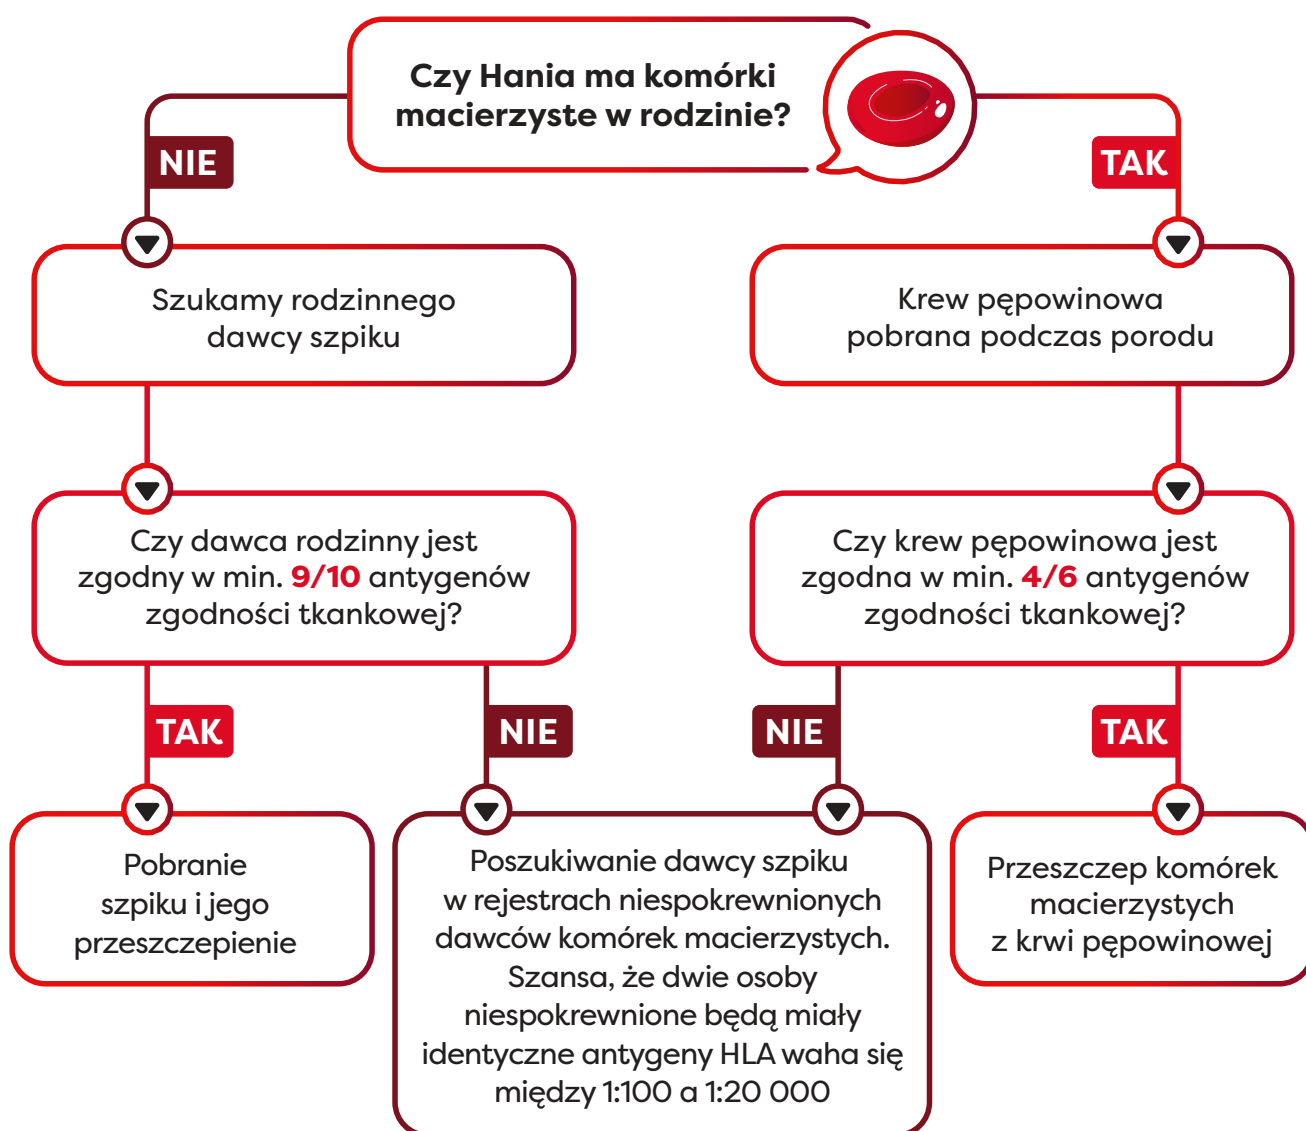 Czy Hania ma komórki
macierzyste w rodzinie?
NIE
TAK
Szukamy rodzinnego
dawcy szpiku
Krew pępowinowa
pobrana podczas porodu
Czy dawca rodzinny jest
zgodny w min. 9/10 antygenów
zgodności tkankowej?
Czy krew pępowinowa jest
zgodna w min. 4/6 antygenów
zgodności tkankowej?
TAK
NIE
NIE
TAK
Pobranie
szpiku i jego
przeszczepienie
Poszukiwanie dawcy szpiku
w rejestrach niespokrewnionych
dawców komórek macierzystych.
Szansa, że dwie osoby
niespokrewnione będą miały
identyczne antygeny HLA waha się
między 1:100 a 1:20 000
Przeszczep komórek
macierzystych
z krwi pępowinowej